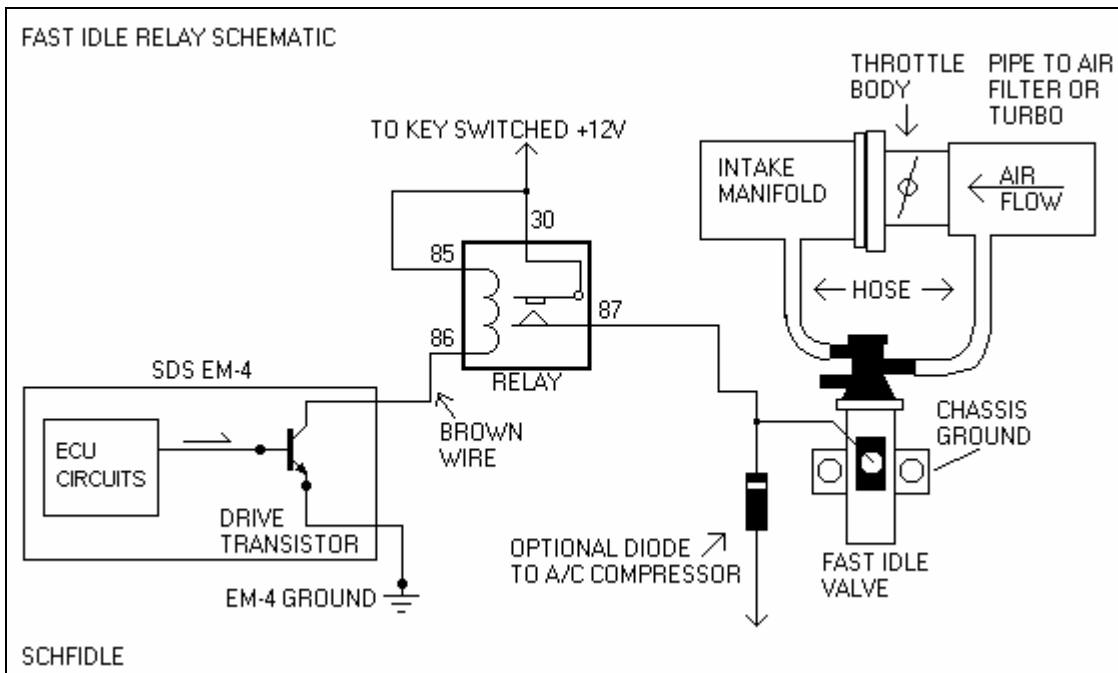 FAST IDLE RELAY SCHEMATIC
THROTTLE
BODY
PIPE TO AIR
FILTER OR
TURBO
TO KEY SWITCHED +12V
INTAKE
MANIFOLD
AIR
FLOW
30
85
87
86
HOSE
RELAY
SDS EM-4
BROWN
WIRE
CHASSIS
GROUND
ECU
CIRCUITS
DRIVE
TRANSISTOR
OPTIONAL DIODE
TO A/C COMPRESSOR
FAST IDLE
VALVE
EM-4 GROUND
SCHFIDLE